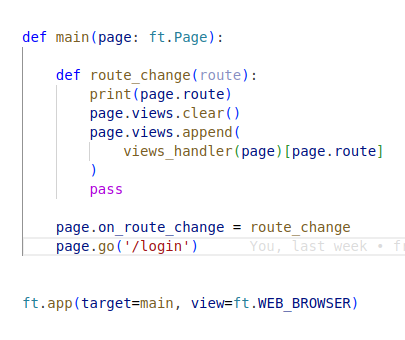 def main(page: ft.Page):
    def route_change(route):
        print(page.route)
        page.views.clear()
        page.views.append(
            views_handler(page)[page.route]
        )
        pass
    page.on_route_change = route_change
    page.go('/login')      You, last week •
ft.app(target=main, view=ft.WEB_BROWSER)